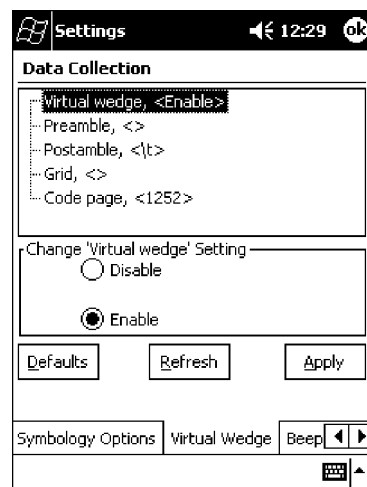 Settings 12:29 ok
Data Collection
Virtual wedge, <Enable>
Preamble, <>
Postamble, <\t>
Grid, <>
Code page, <1252>
Change 'Virtual wedge' Setting
Disable
Enable
Defaults Refresh Apply
Symbology Options Virtual Wedge Beep